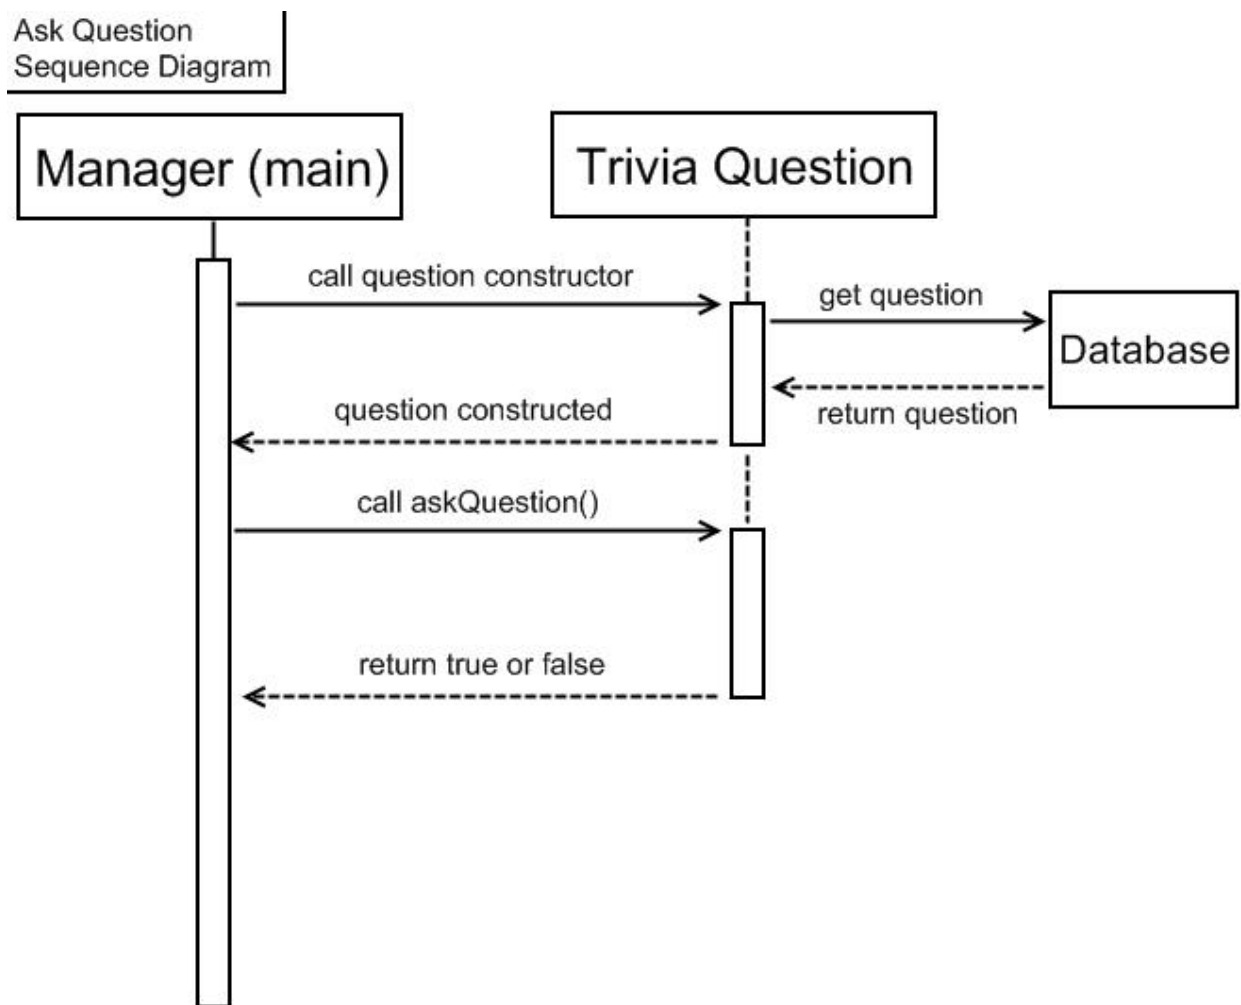 Ask Question
Sequence Diagram
Manager (main)
Trivia Question
call question constructor
get question
Database
return question
question constructed
call askQuestion()
return true or false